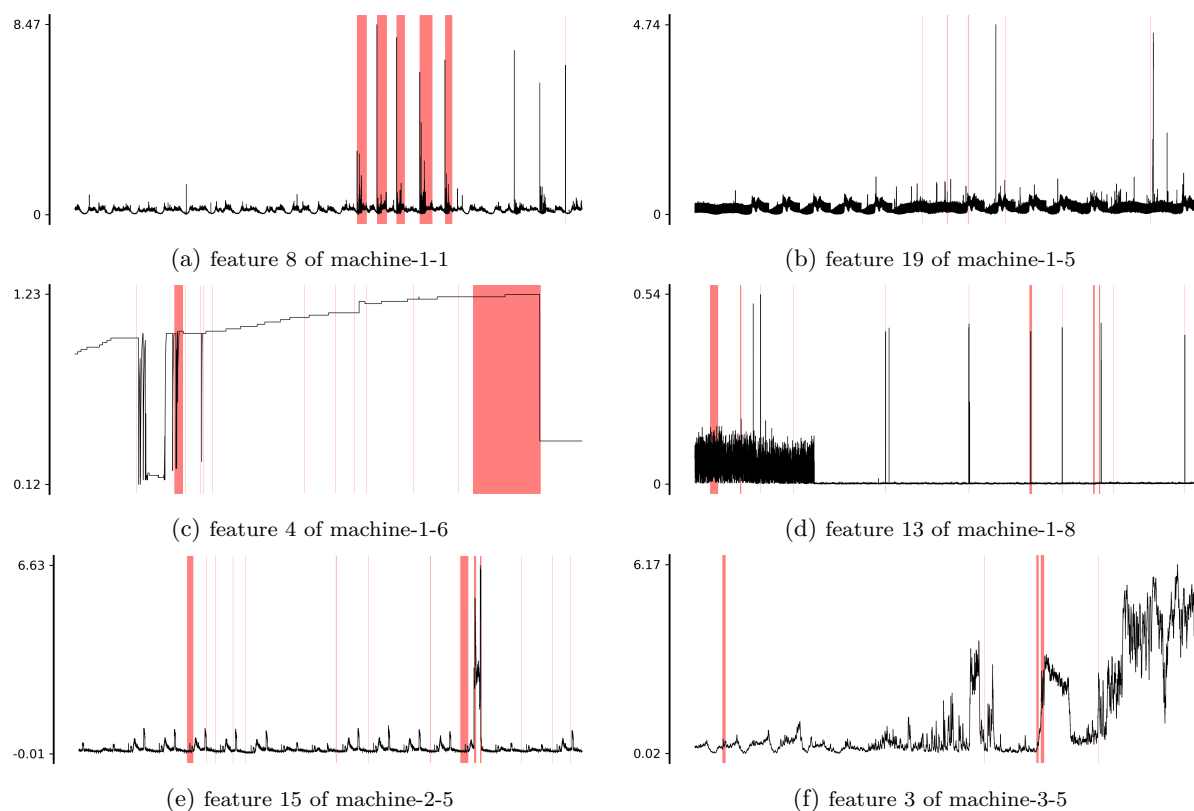 8.47
0
(a) feature 8 of machine-1-1
4.74
0
(b) feature 19 of machine-1-5
1.23
0.12
(c) feature 4 of machine-1-6
0.54
0
(d) feature 13 of machine-1-8
6.63
-0.01
(e) feature 15 of machine-2-5
6.17
0.02
(f) feature 3 of machine-3-5